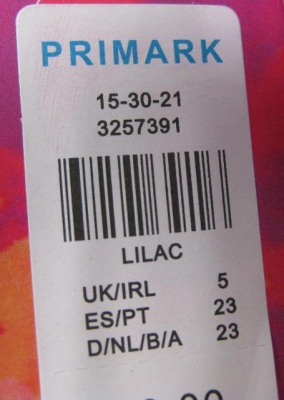 PRIMARK
15-30-21
3257391
LILAC
UK/IRL 5
ES/PT 23
D/NL/B/A 23